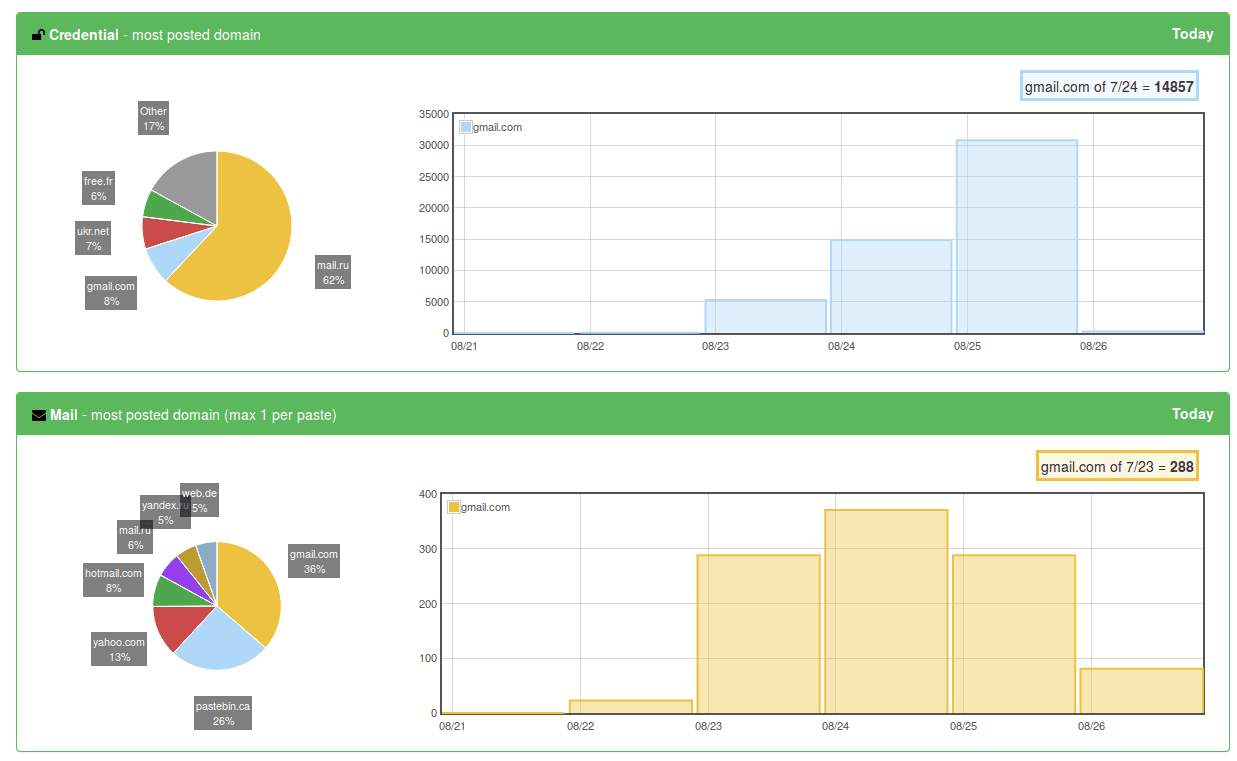 Credential - most posted domain
Today
gmail.com of 7/24 = 14857
Other
17%
free.fr
6%
ukr.net
7%
gmail.com
8%
mail.ru
62%
gmail.com
35000
30000
25000
20000
15000
10000
5000
0
08/21
08/22
08/23
08/24
08/25
08/26
Mail - most posted domain (max 1 per paste)
Today
gmail.com of 7/23 = 288
web.de
5%
yandex.ru
5%
mail.ru
6%
hotmail.com
8%
yahoo.com
13%
pastebin.ca
26%
gmail.com
36%
gmail.com
400
300
200
100
0
08/21
08/22
08/23
08/24
08/25
08/26